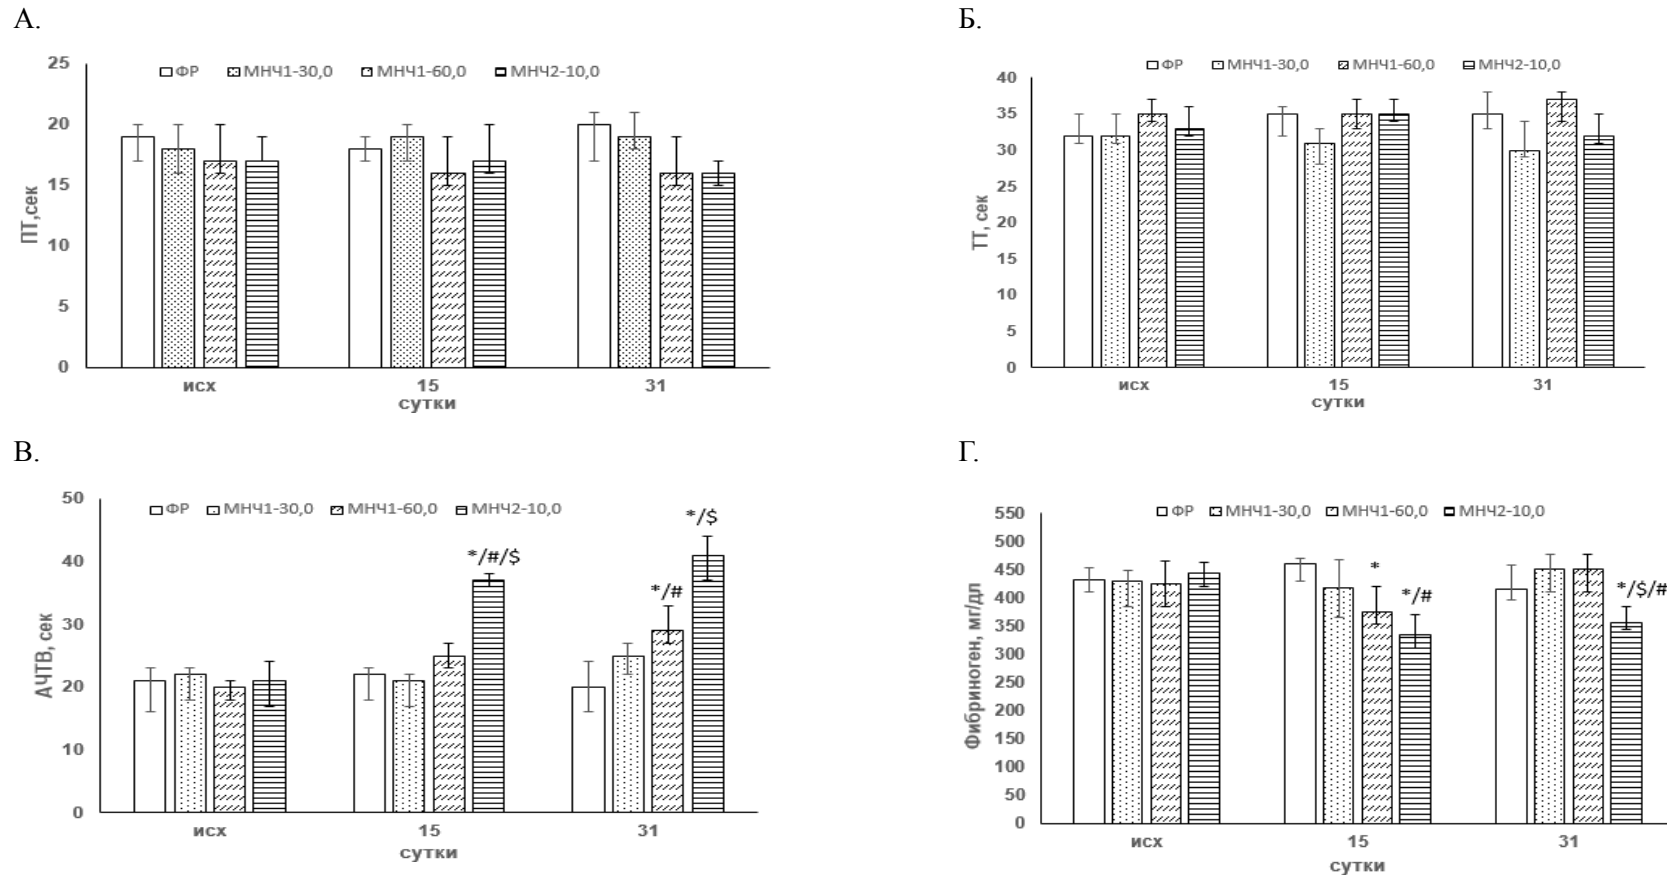 А.
25
20
15
10
5
0
ПТ,сек
ФР МНЧ1-30,0 МНЧ1-60,0 МНЧ2-10,0
исх 15 31
сутки
Б.
40
35
30
25
20
15
10
5
0
ТТ, сек
ФР МНЧ1-30,0 МНЧ1-60,0 МНЧ2-10,0
исх 15 31
сутки
В.
50
40
30
20
10
0
АЧТВ, сек
ФР МНЧ1-30,0 МНЧ1-60,0 МНЧ2-10,0
*/#/$
*/#
*/$
исх 15 31
сутки
Г.
550
500
450
400
350
300
250
200
150
100
50
0
Фибриноген, мг/дл
ФР МНЧ1-30,0 МНЧ1-60,0 МНЧ2-10,0
*
*/#
*/$/#
исх 15 31
сутки